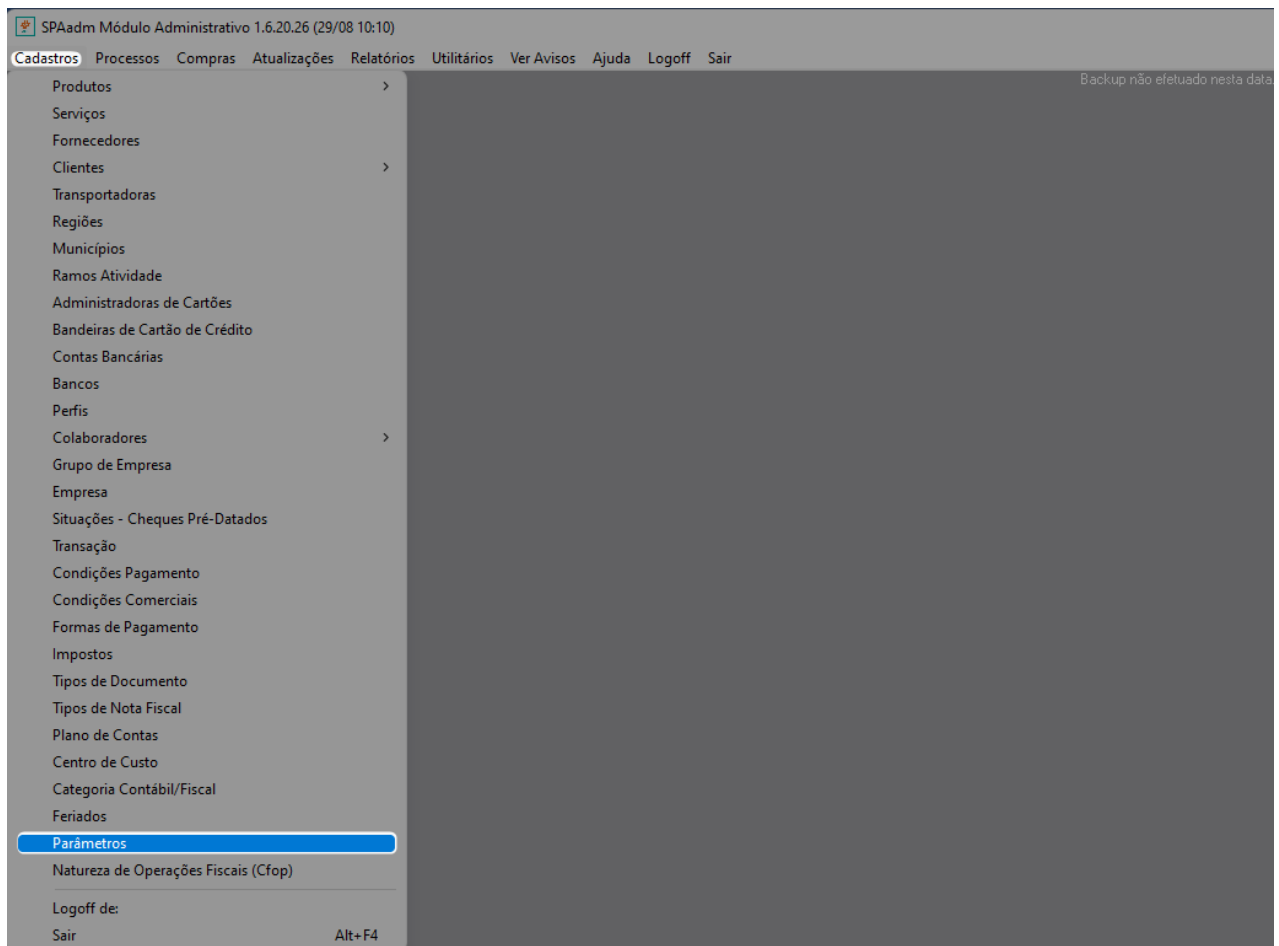 SPAadm Módulo Administrativo 1.6.20.26 (29/08 10:10)
Cadastros Processos Compras Atualizações Relatórios Utilitários Ver Avisos Ajuda Logoff Sair
Backup não efetuado nesta data.
Produtos >
Serviços
Fornecedores
Clientes >
Transportadoras
Regiões
Municípios
Ramos Atividade
Administradoras de Cartões
Bandeiras de Cartão de Crédito
Contas Bancárias
Bancos
Perfis
Colaboradores >
Grupo de Empresa
Empresa
Situações - Cheques Pré-Datados
Transação
Condições Pagamento
Condições Comerciais
Formas de Pagamento
Impostos
Tipos de Documento
Tipos de Nota Fiscal
Plano de Contas
Centro de Custo
Categoria Contábil/Fiscal
Feriados
Parâmetros
Natureza de Operações Fiscais (Cfop)
Logoff de:
Sair Alt+F4